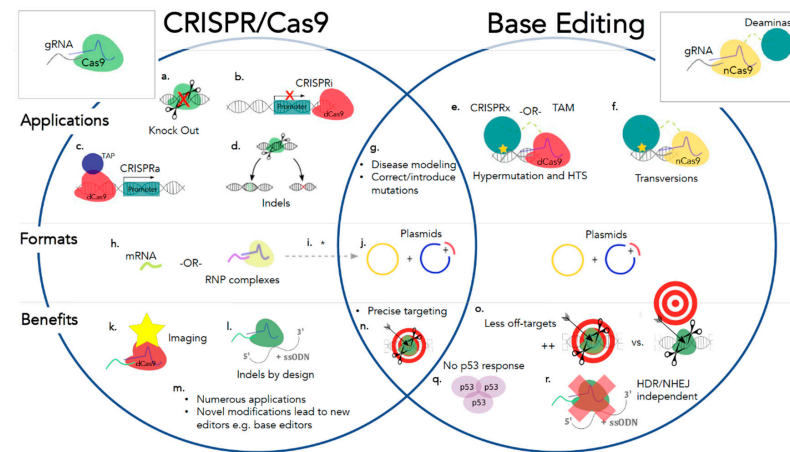 CRISPR/Cas9
Base Editing
gRNA
Cas9
Deaminase
gRNA
nCas9
Applications
a.
Knock Out
b.
CRISPRi
Promoter
dCas9
c.
TAP
CRISPRa
dCas9
Promoter
d.
Indels
e.
CRISPRx -OR- TAM
dCas9
Hypermutation and HTS
f.
nCas9
Transversions
g.
• Disease modeling
• Correct/introduce
mutations
Formats
h.
mRNA
-OR-
RNP complexes
i. *
j.
Plasmids
+
+
Plasmids
+
+
Benefits
k.
Imaging
dCas9
l.
3'
5' + ssODN
Indels by design
m.
• Numerous applications
• Novel modifications lead to new
editors e.g. base editors
• Precise targeting
n.
o.
Less off-targets
++
vs.
No p53 response
q.
p53 p53
p53
r.
HDR/NHEJ
independent
3'
5' + ssODN